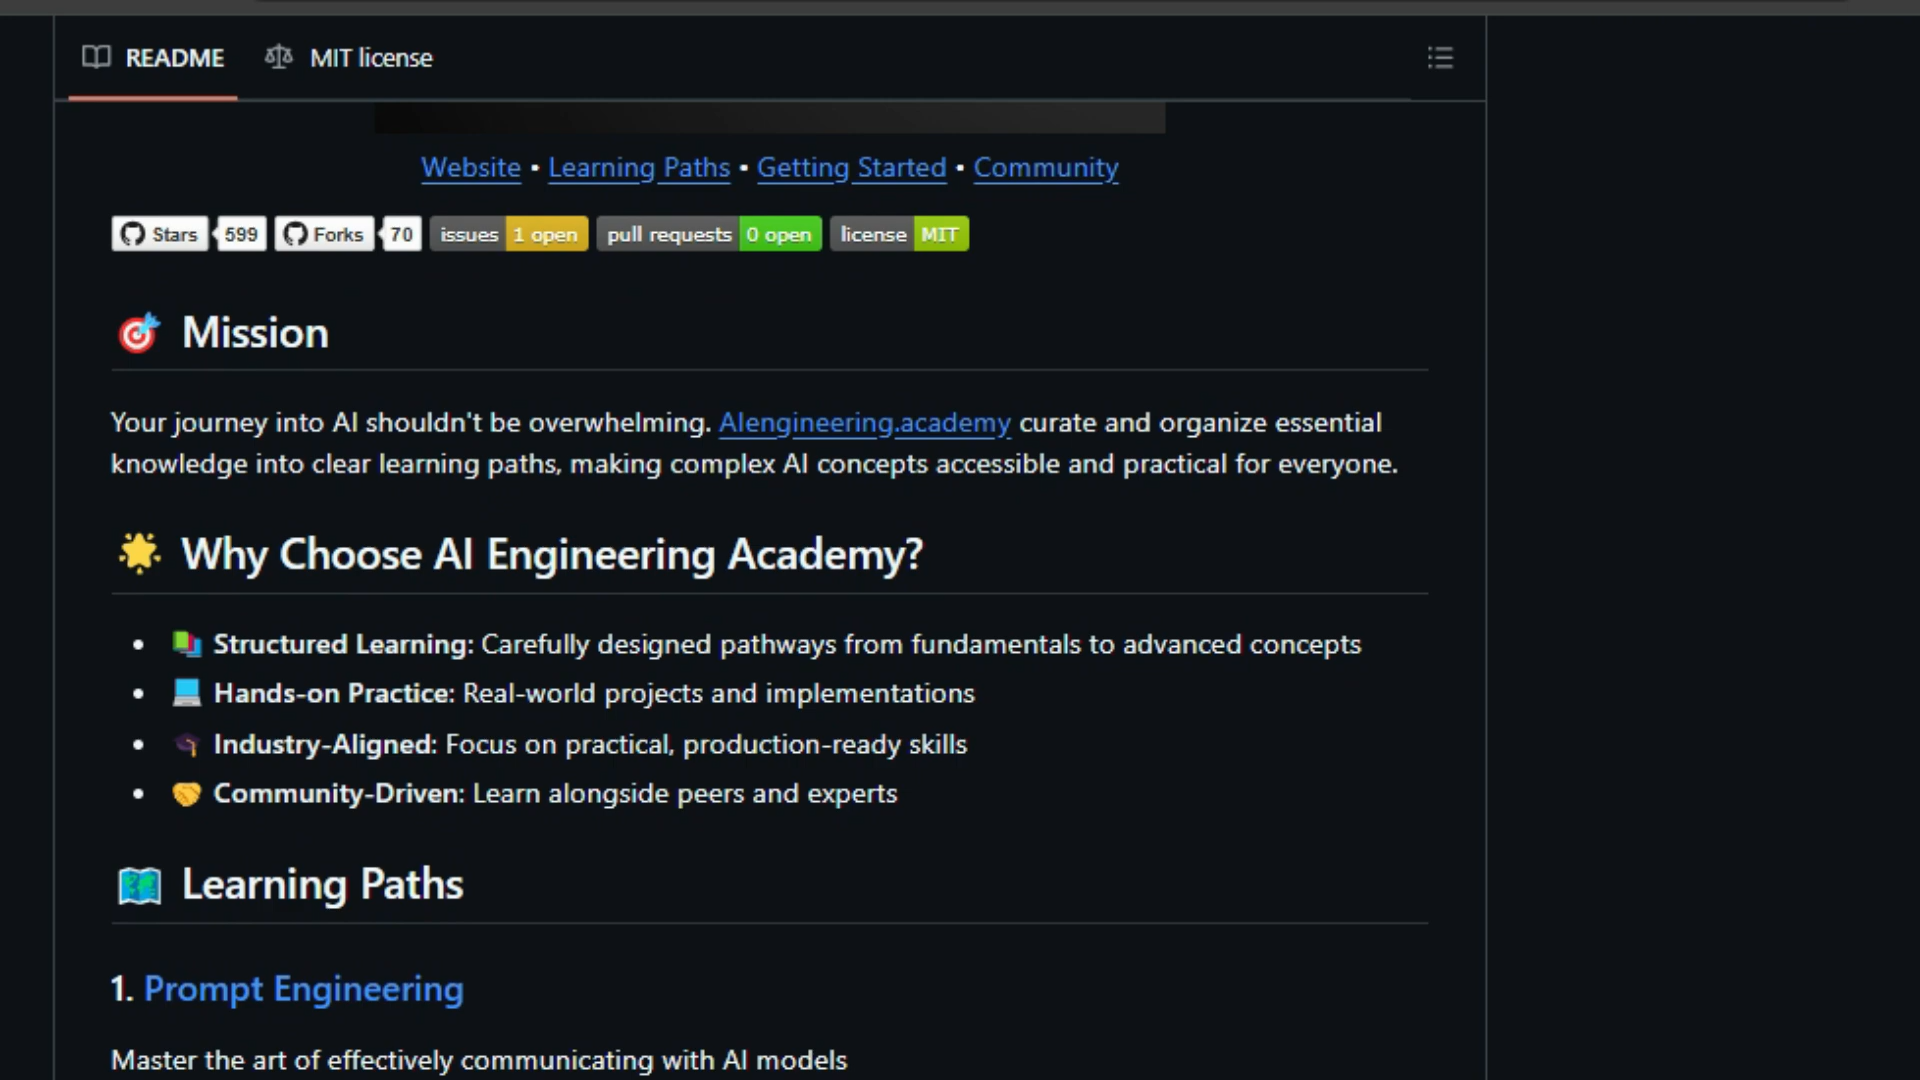 README MIT license
Website • Learning Paths • Getting Started • Community
Stars 599 Forks 70 issues 1 open pull requests 0 open license MIT
Mission
Your journey into AI shouldn't be overwhelming. AIengineering.academy curate and organize essential
knowledge into clear learning paths, making complex AI concepts accessible and practical for everyone.
Why Choose AI Engineering Academy?
• Structured Learning: Carefully designed pathways from fundamentals to advanced concepts
• Hands-on Practice: Real-world projects and implementations
• Industry-Aligned: Focus on practical, production-ready skills
• Community-Driven: Learn alongside peers and experts
Learning Paths
1. Prompt Engineering
Master the art of effectively communicating with AI models